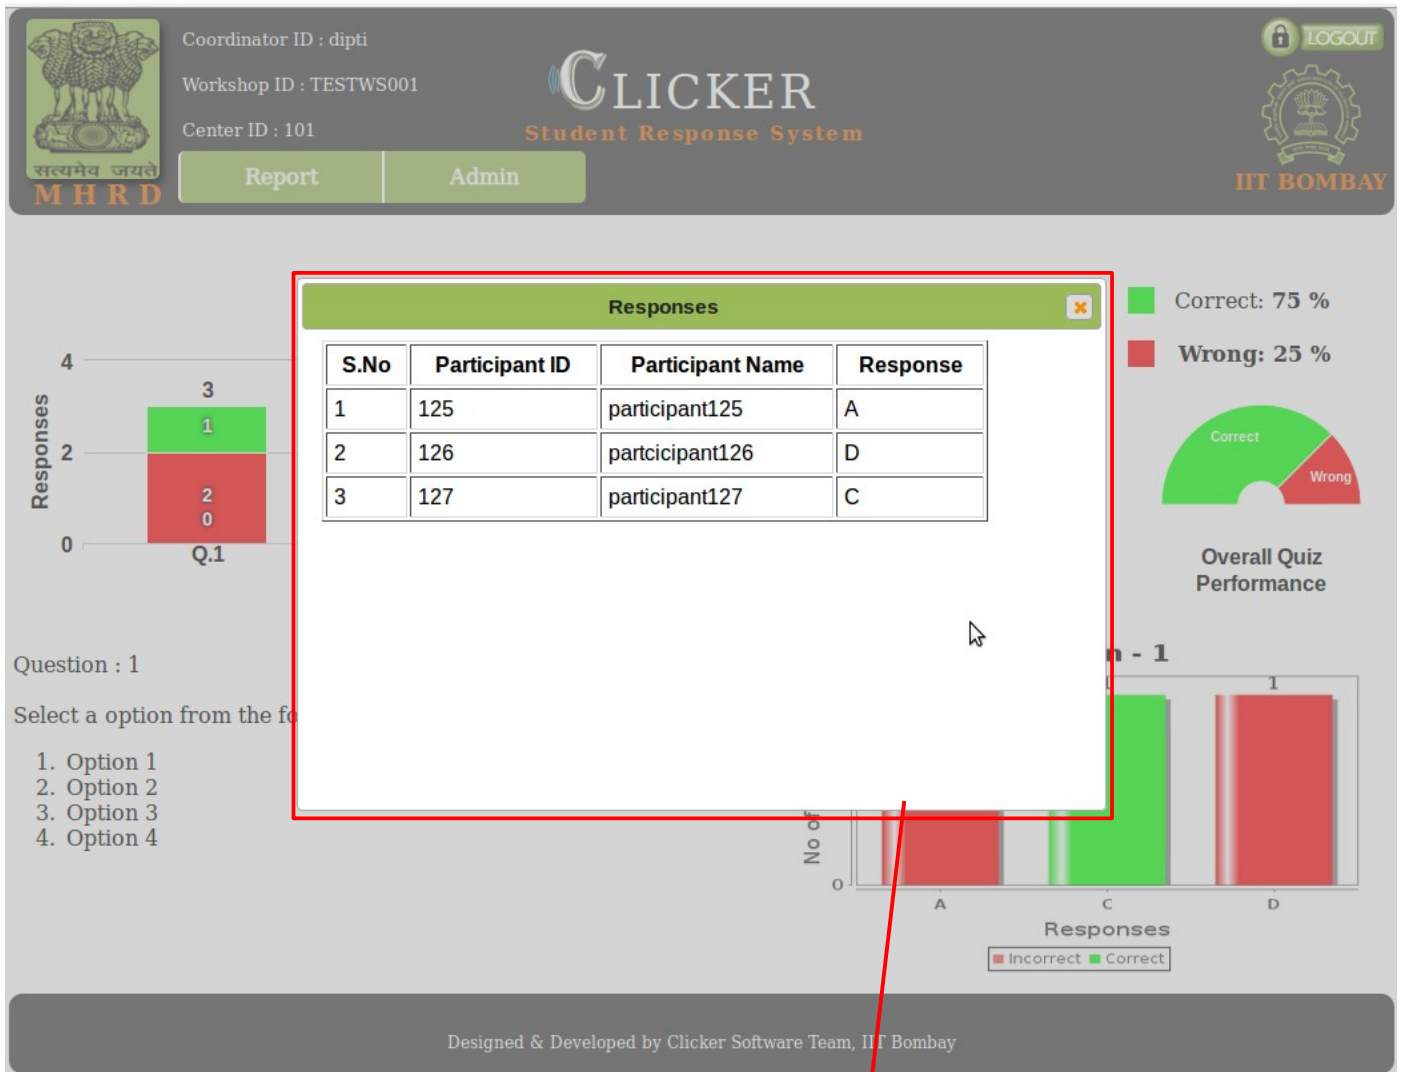 Coordinator ID : dipti
Workshop ID : TESTWS001
Center ID : 101
CLICKER
Student Response System
LOGOUT
सत्यमेव जयते
MHRD
Report
Admin
IIT BOMBAY
Responses
S.No Participant ID Participant Name Response
1 125 participant125 A
2 126 partcicipant126 D
3 127 participant127 C
Correct: 75 %
Wrong: 25 %
4
3
1
2
2
0
0
Q.1
Responses
Correct
Wrong
Overall Quiz
Performance
Question : 1
Select a option from the fo
1. Option 1
2. Option 2
3. Option 3
4. Option 4
n - 1
1
No of
0
A C D
Responses
Incorrect Correct
Designed & Developed by Clicker Software Team, IIT Bombay